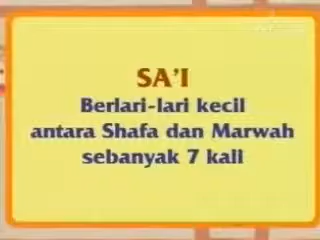 SA'I
Berlari-lari kecil
antara Shafa dan Marwah
sebanyak 7 kali